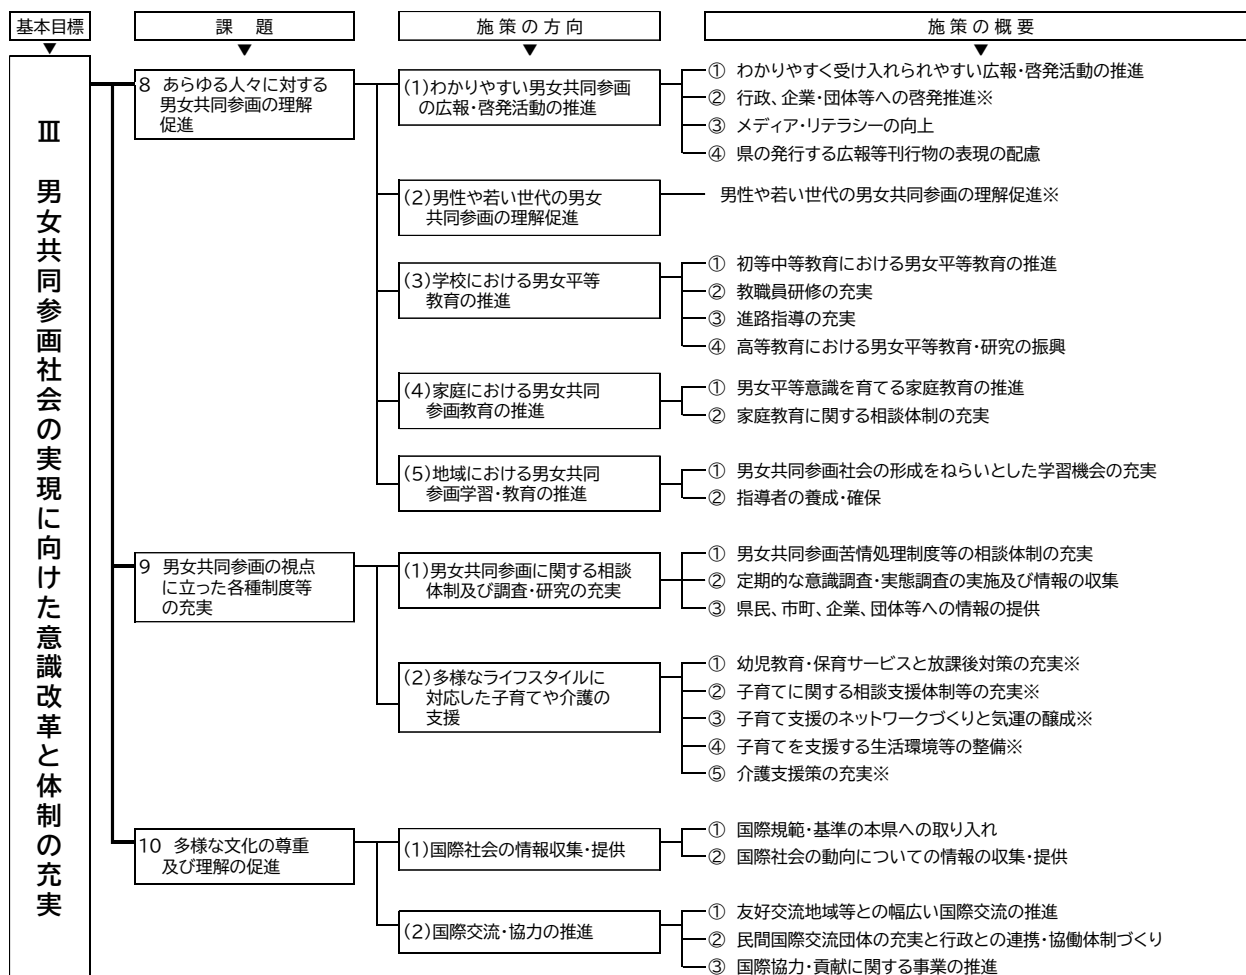 基本目標
課 題
施策の方向
施策の概要
▼
▼
▼
▼
Ⅲ 男女共同参画社会の実現に向けた意識改革と体制の充実
8 あらゆる人々に対する
男女共同参画の理解
促進
(1)わかりやすい男女共同参画
の広報・啓発活動の推進
① わかりやすく受け入れられやすい広報・啓発活動の推進
② 行政、企業・団体等への啓発推進※
③ メディア・リテラシーの向上
④ 県の発行する広報等刊行物の表現の配慮
(2)男性や若い世代の男女
共同参画の理解促進
男性や若い世代の男女共同参画の理解促進※
(3)学校における男女平等
教育の推進
① 初等中等教育における男女平等教育の推進
② 教職員研修の充実
③ 進路指導の充実
④ 高等教育における男女平等教育・研究の振興
(4)家庭における男女共同
参画教育の推進
① 男女平等意識を育てる家庭教育の推進
② 家庭教育に関する相談体制の充実
(5)地域における男女共同
参画学習・教育の推進
① 男女共同参画社会の形成をねらいとした学習機会の充実
② 指導者の養成・確保
9 男女共同参画の視点
に立った各種制度等
の充実
(1)男女共同参画に関する相談
体制及び調査・研究の充実
① 男女共同参画苦情処理制度等の相談体制の充実
② 定期的な意識調査・実態調査の実施及び情報の収集
③ 県民、市町、企業、団体等への情報の提供
(2)多様なライフスタイルに
対応した子育てや介護の
支援
① 幼児教育・保育サービスと放課後対策の充実※
② 子育てに関する相談支援体制等の充実※
③ 子育て支援のネットワークづくりと気運の醸成※
④ 子育てを支援する生活環境等の整備※
⑤ 介護支援策の充実※
10 多様な文化の尊重
及び理解の促進
(1)国際社会の情報収集・提供
① 国際規範・基準の本県への取り入れ
② 国際社会の動向についての情報の収集・提供
(2)国際交流・協力の推進
① 友好交流地域等との幅広い国際交流の推進
② 民間国際交流団体の充実と行政との連携・協働体制づくり
③ 国際協力・貢献に関する事業の推進